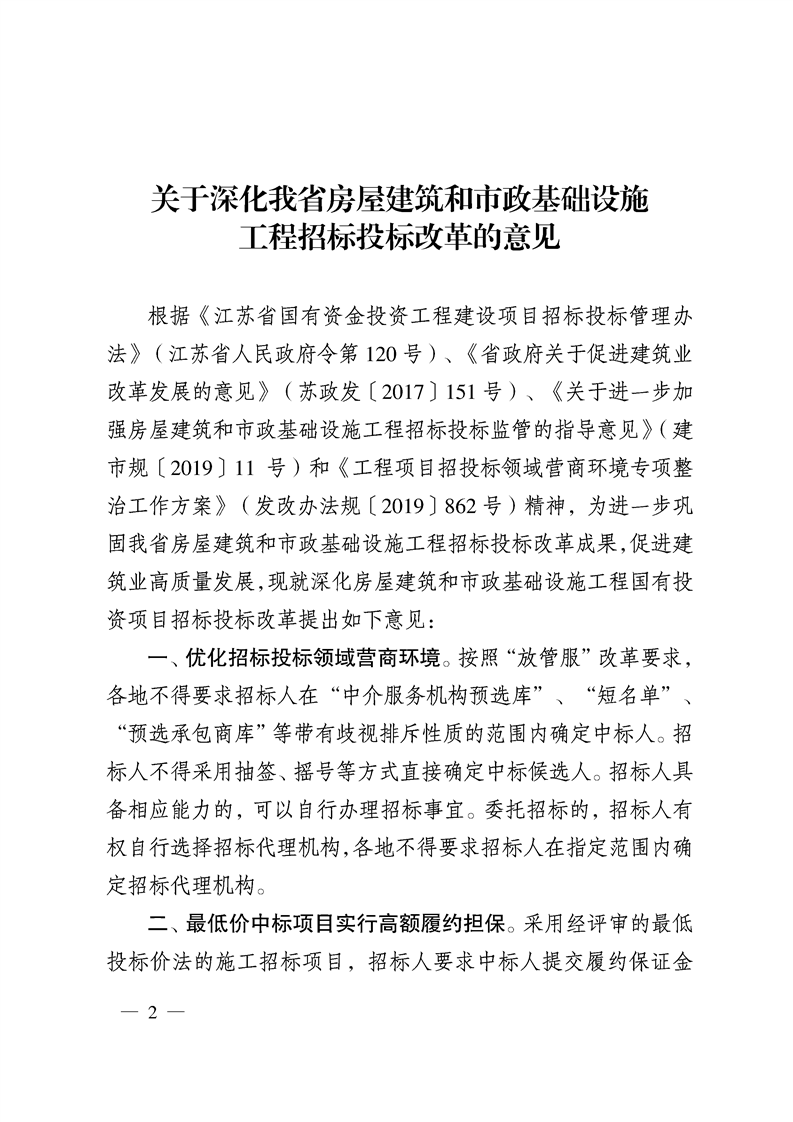 关于深化我省房屋建筑和市政基础设施
工程招标投标改革的意见
根据《江苏省国有资金投资工程建设项目招标投标管理办
法》（江苏省人民政府令第 120 号）、《省政府关于促进建筑业
改革发展的意见》（苏政发〔2017〕151 号）、《关于进一步加
强房屋建筑和市政基础设施工程招标投标监管的指导意见》（建
市规〔2019〕11 号）和《工程项目招投标领域营商环境专项整
治工作方案》（发改办法规〔2019〕862 号）精神，为进一步巩
固我省房屋建筑和市政基础设施工程招标投标改革成果，促进建
筑业高质量发展，现就深化房屋建筑和市政基础设施工程国有投
资项目招标投标改革提出如下意见：
一、优化招标投标领域营商环境。按照“放管服”改革要求，
各地不得要求招标人在“中介服务机构预选库”、“短名单”、
“预选承包商库”等带有歧视排斥性质的范围内确定中标人。招
标人不得采用抽签、摇号等方式直接确定中标候选人。招标人具
备相应能力的，可以自行办理招标事宜。委托招标的，招标人有
权自行选择招标代理机构，各地不得要求招标人在指定范围内确
定招标代理机构。
二、最低价中标项目实行高额履约担保。采用经评审的最低
投标价法的施工招标项目，招标人要求中标人提交履约保证金
— 2 —